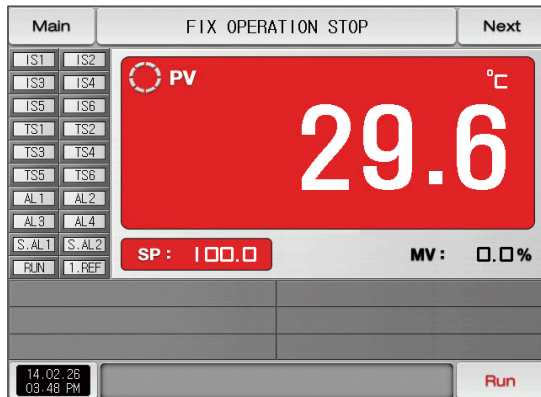 Main FIX OPERATION STOP Next
IS1 IS2
IS3 IS4
IS5 IS6
TS1 TS2
TS3 TS4
TS5 TS6
AL1 AL2
AL3 AL4
S.AL1 S.AL2
RUN 1.REF
PV °C
29.6
SP : 100.0 MV : 0.0%
14.02.26
03:48 PM
Run